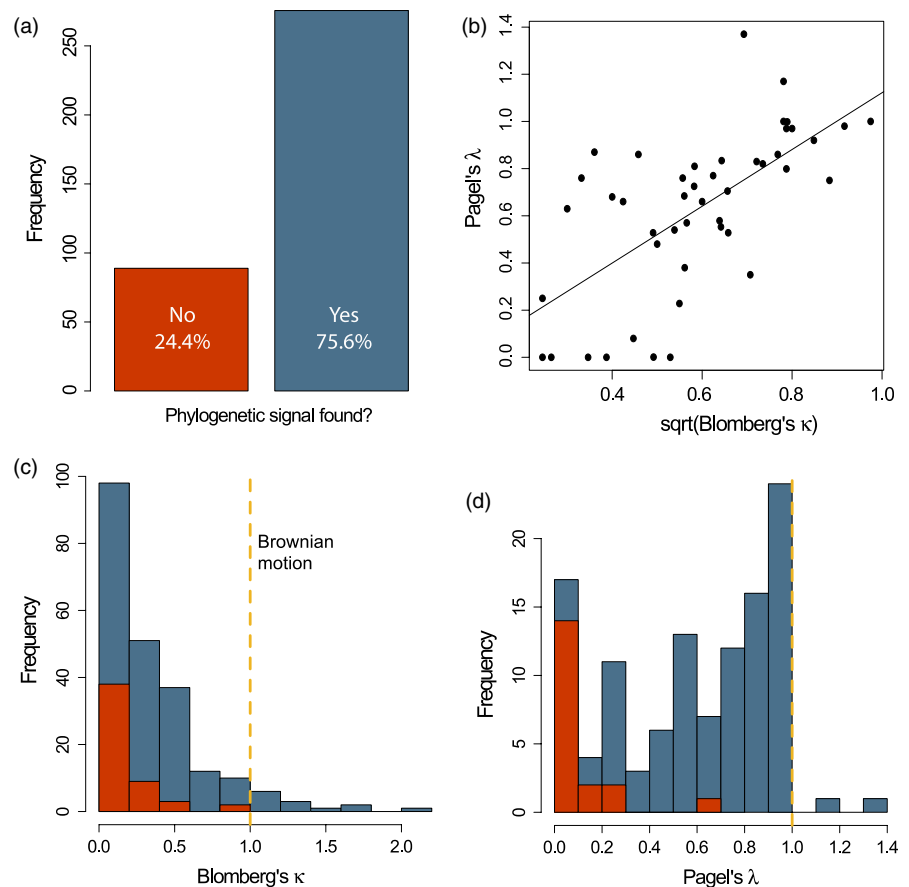 (a)
250
200
150
100
50
0
Frequency
No
24.4%
Yes
75.6%
Phylogenetic signal found?
(b)
1.4
1.2
1.0
0.8
0.6
0.4
0.2
0.0
Pagel's λ
0.4 0.6 0.8 1.0
sqrt(Blomberg's κ)
(c)
100
80
60
40
20
0
Frequency
Brownian
motion
0.0 0.5 1.0 1.5 2.0
Blomberg's κ
(d)
20
15
10
5
0
Frequency
0.0 0.2 0.4 0.6 0.8 1.0 1.2 1.4
Pagel's λ